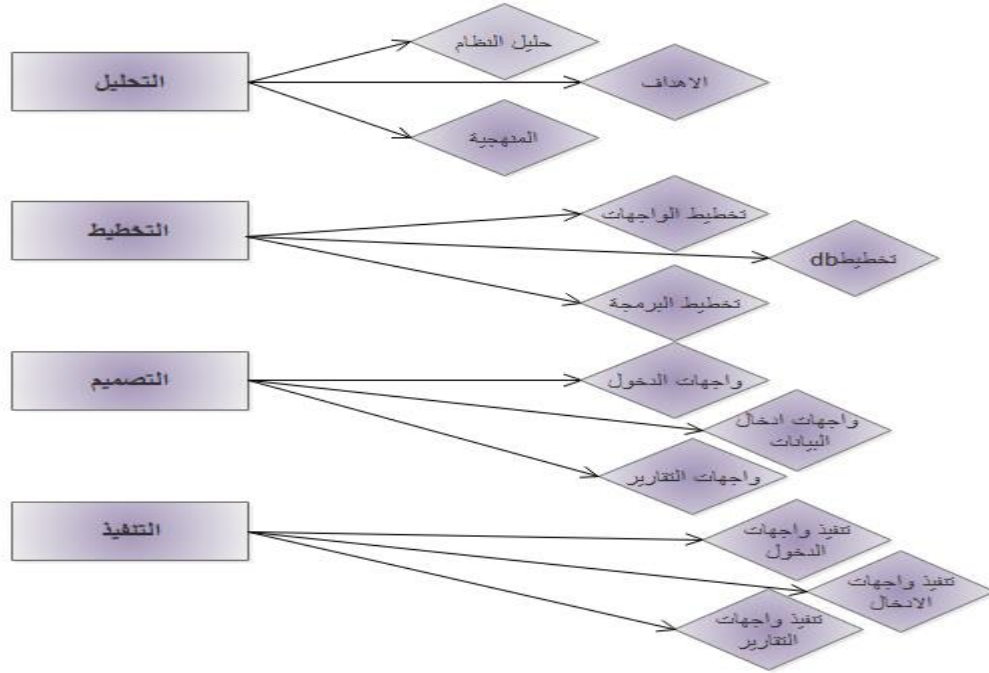 التحليل
حليل النظام
الاهداف
المنهجية
التخطيط
تخطيط الواجهات
تخطيطdb
تخطيط البرمجة
التصميم
واجهات الدخول
واجهات ادخال
البيانات
واجهات التقارير
التنفيذ
تنفيذ واجهات
الدخول
تنفيذ واجهات
الادخال
تنفيذ واجهات
التقارير